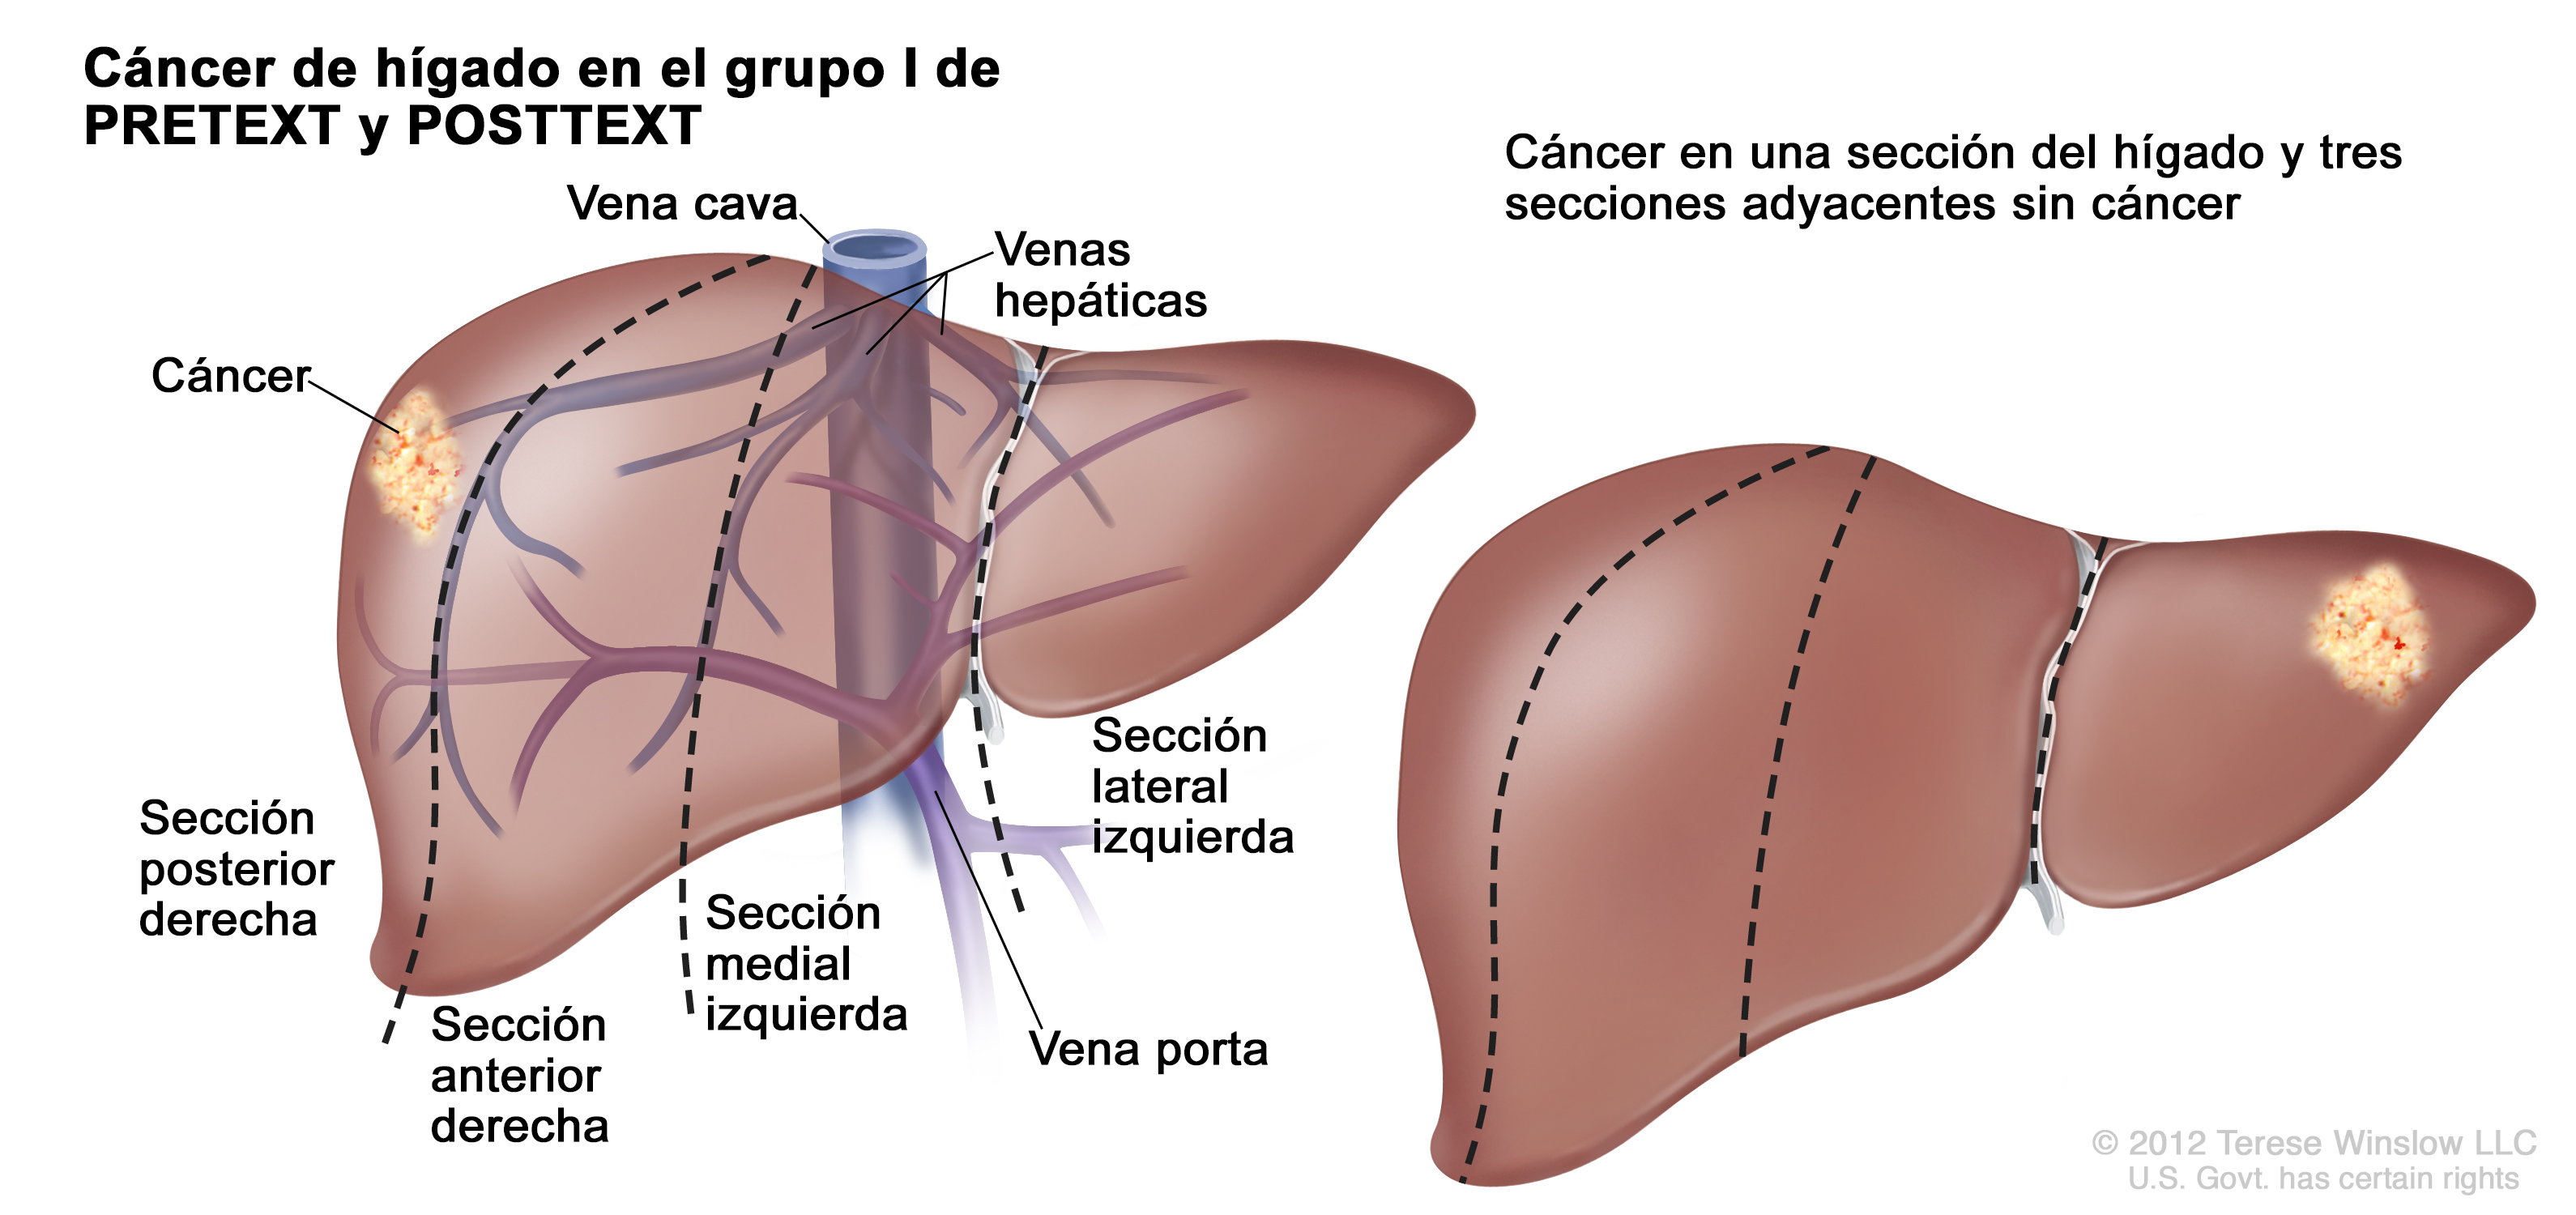 Cáncer de hígado en el grupo I de
PRETEXT y POSTTEXT
Cáncer en una sección del hígado y tres
secciones adyacentes sin cáncer
Vena cava
Venas
hepáticas
Cáncer
Sección
lateral
izquierda
Sección
posterior
derecha
Sección
medial
izquierda
Sección
anterior
derecha
Vena porta
© 2012 Terese Winslow LLC
U.S. Govt. has certain rights